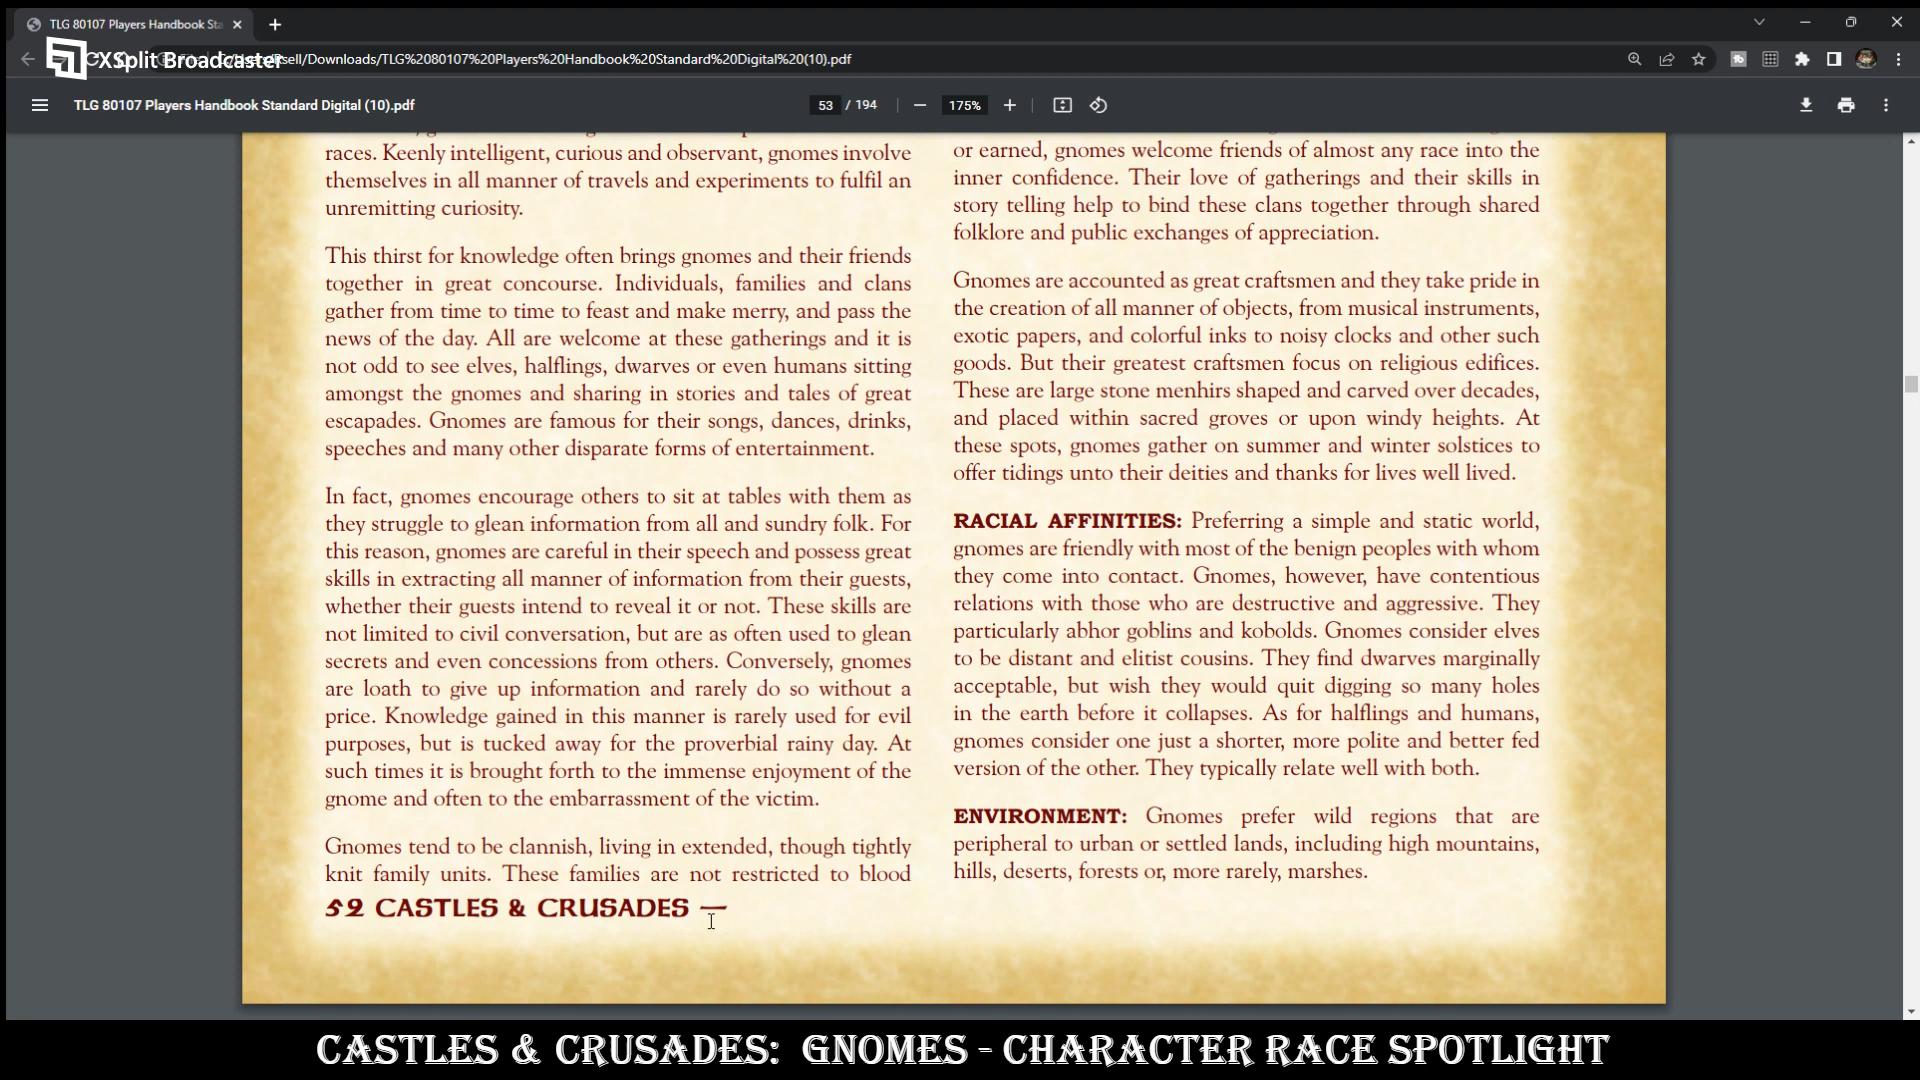 TLG 80107 Players Handbook Sta
XSplit Broadcaster
/Users/Rsell/Downloads/TLG%2080107%20Players%20Handbook%20Standard%20Digital%20(10).pdf
TLG 80107 Players Handbook Standard Digital (10).pdf
53 / 194
175%
races. Keenly intelligent, curious and observant, gnomes involve
themselves in all manner of travels and experiments to fulfil an
unremitting curiosity.
This thirst for knowledge often brings gnomes and their friends
together in great concourse. Individuals, families and clans
gather from time to time to feast and make merry, and pass the
news of the day. All are welcome at these gatherings and it is
not odd to see elves, halflings, dwarves or even humans sitting
amongst the gnomes and sharing in stories and tales of great
escapades. Gnomes are famous for their songs, dances, drinks,
speeches and many other disparate forms of entertainment.
In fact, gnomes encourage others to sit at tables with them as
they struggle to glean information from all and sundry folk. For
this reason, gnomes are careful in their speech and possess great
skills in extracting all manner of information from their guests,
whether their guests intend to reveal it or not. These skills are
not limited to civil conversation, but are as often used to glean
secrets and even concessions from others. Conversely, gnomes
are loath to give up information and rarely do so without a
price. Knowledge gained in this manner is rarely used for evil
purposes, but is tucked away for the proverbial rainy day. At
such times it is brought forth to the immense enjoyment of the
gnome and often to the embarrassment of the victim.
Gnomes tend to be clannish, living in extended, though tightly
knit family units. These families are not restricted to blood
52 CASTLES & CRUSADES —
or earned, gnomes welcome friends of almost any race into the
inner confidence. Their love of gatherings and their skills in
story telling help to bind these clans together through shared
folklore and public exchanges of appreciation.
Gnomes are accounted as great craftsmen and they take pride in
the creation of all manner of objects, from musical instruments,
exotic papers, and colorful inks to noisy clocks and other such
goods. But their greatest craftsmen focus on religious edifices.
These are large stone menhirs shaped and carved over decades,
and placed within sacred groves or upon windy heights. At
these spots, gnomes gather on summer and winter solstices to
offer tidings unto their deities and thanks for lives well lived.
RACIAL AFFINITIES: Preferring a simple and static world,
gnomes are friendly with most of the benign peoples with whom
they come into contact. Gnomes, however, have contentious
relations with those who are destructive and aggressive. They
particularly abhor goblins and kobolds. Gnomes consider elves
to be distant and elitist cousins. They find dwarves marginally
acceptable, but wish they would quit digging so many holes
in the earth before it collapses. As for halflings and humans,
gnomes consider one just a shorter, more polite and better fed
version of the other. They typically relate well with both.
ENVIRONMENT: Gnomes prefer wild regions that are
peripheral to urban or settled lands, including high mountains,
hills, deserts, forests or, more rarely, marshes.
CASTLES & CRUSADES: GNOMES - CHARACTER RACE SPOTLIGHT